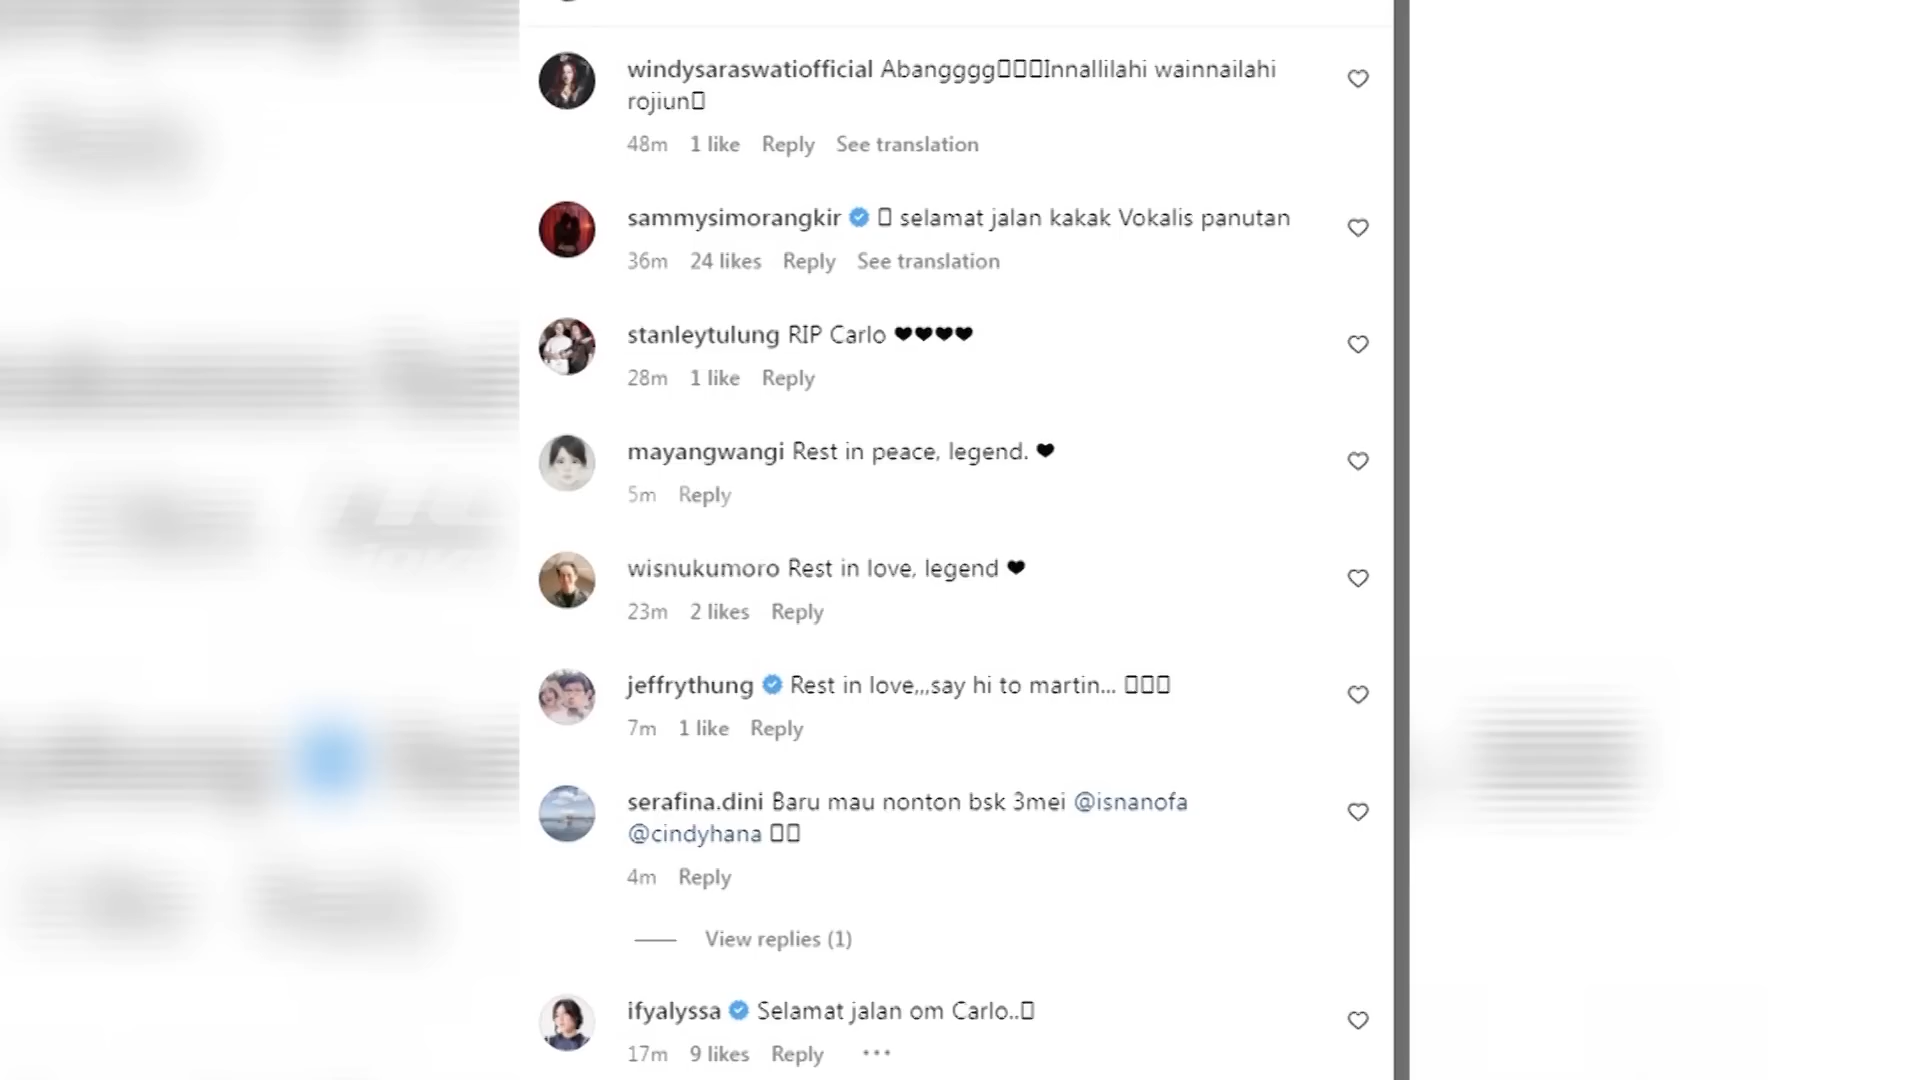 windysaraswatiofficial Abangggg▯▯▯Innallilahi wainnailahi
rojiun▯
48m 1 like Reply See translation
sammysimorangkir ▯ selamat jalan kakak Vokalis panutan
36m 24 likes Reply See translation
stanleytulung RIP Carlo ♥♥♥♥
28m 1 like Reply
mayangwangi Rest in peace, legend. ♥
5m Reply
wisnukumoro Rest in love, legend ♥
23m 2 likes Reply
jeffrythung Rest in love,,,say hi to martin... ▯▯▯
7m 1 like Reply
serafina.dini Baru mau nonton bsk 3mei @isnanofa
@cindyhana ▯▯
4m Reply
View replies (1)
ifyalyssa Selamat jalan om Carlo..▯
17m 9 likes Reply ...